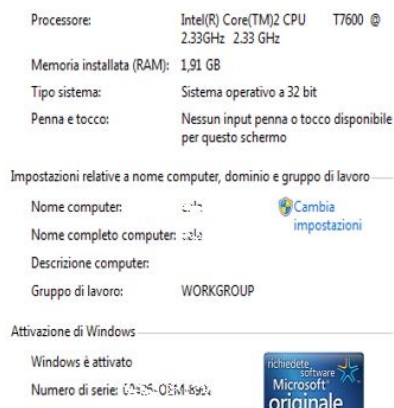 Processore: Intel(R) Core(TM)2 CPU T7600 @
2.33GHz 2.33 GHz
Memoria installata (RAM): 1,91 GB
Tipo sistema: Sistema operativo a 32 bit
Penna e tocco: Nessun input penna o tocco disponibile
per questo schermo
Impostazioni relative a nome computer, dominio e gruppo di lavoro
Nome computer: Cambia
impostazioni
Nome completo computer:
Descrizione computer:
Gruppo di lavoro: WORKGROUP
Attivazione di Windows
Windows è attivato
Numero di serie:
richiedete
software
Microsoft
originale